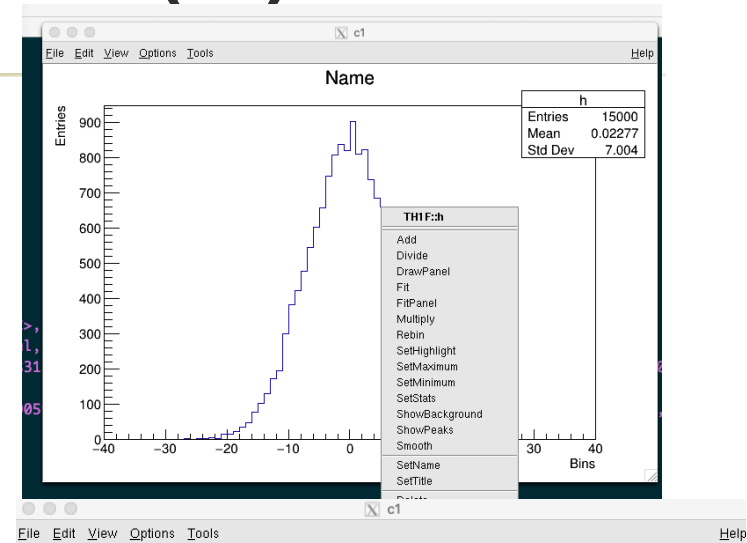 c1
File Edit View Options Tools Help
Name
h
Entries 15000
Mean 0.02277
Std Dev 7.004
Entries
900
800
700
600
500
400
300
200
100
0
TH1F::h
Add
Divide
DrawPanel
Fit
FitPanel
Multiply
Rebin
SetHighlight
SetMaximum
SetMinimum
SetStats
ShowBackground
ShowPeaks
Smooth
SetName
SetTitle
>,
l,
31
05
−40 −30 −20 −10 0 30 40
Bins
c1
File Edit View Options Tools Help